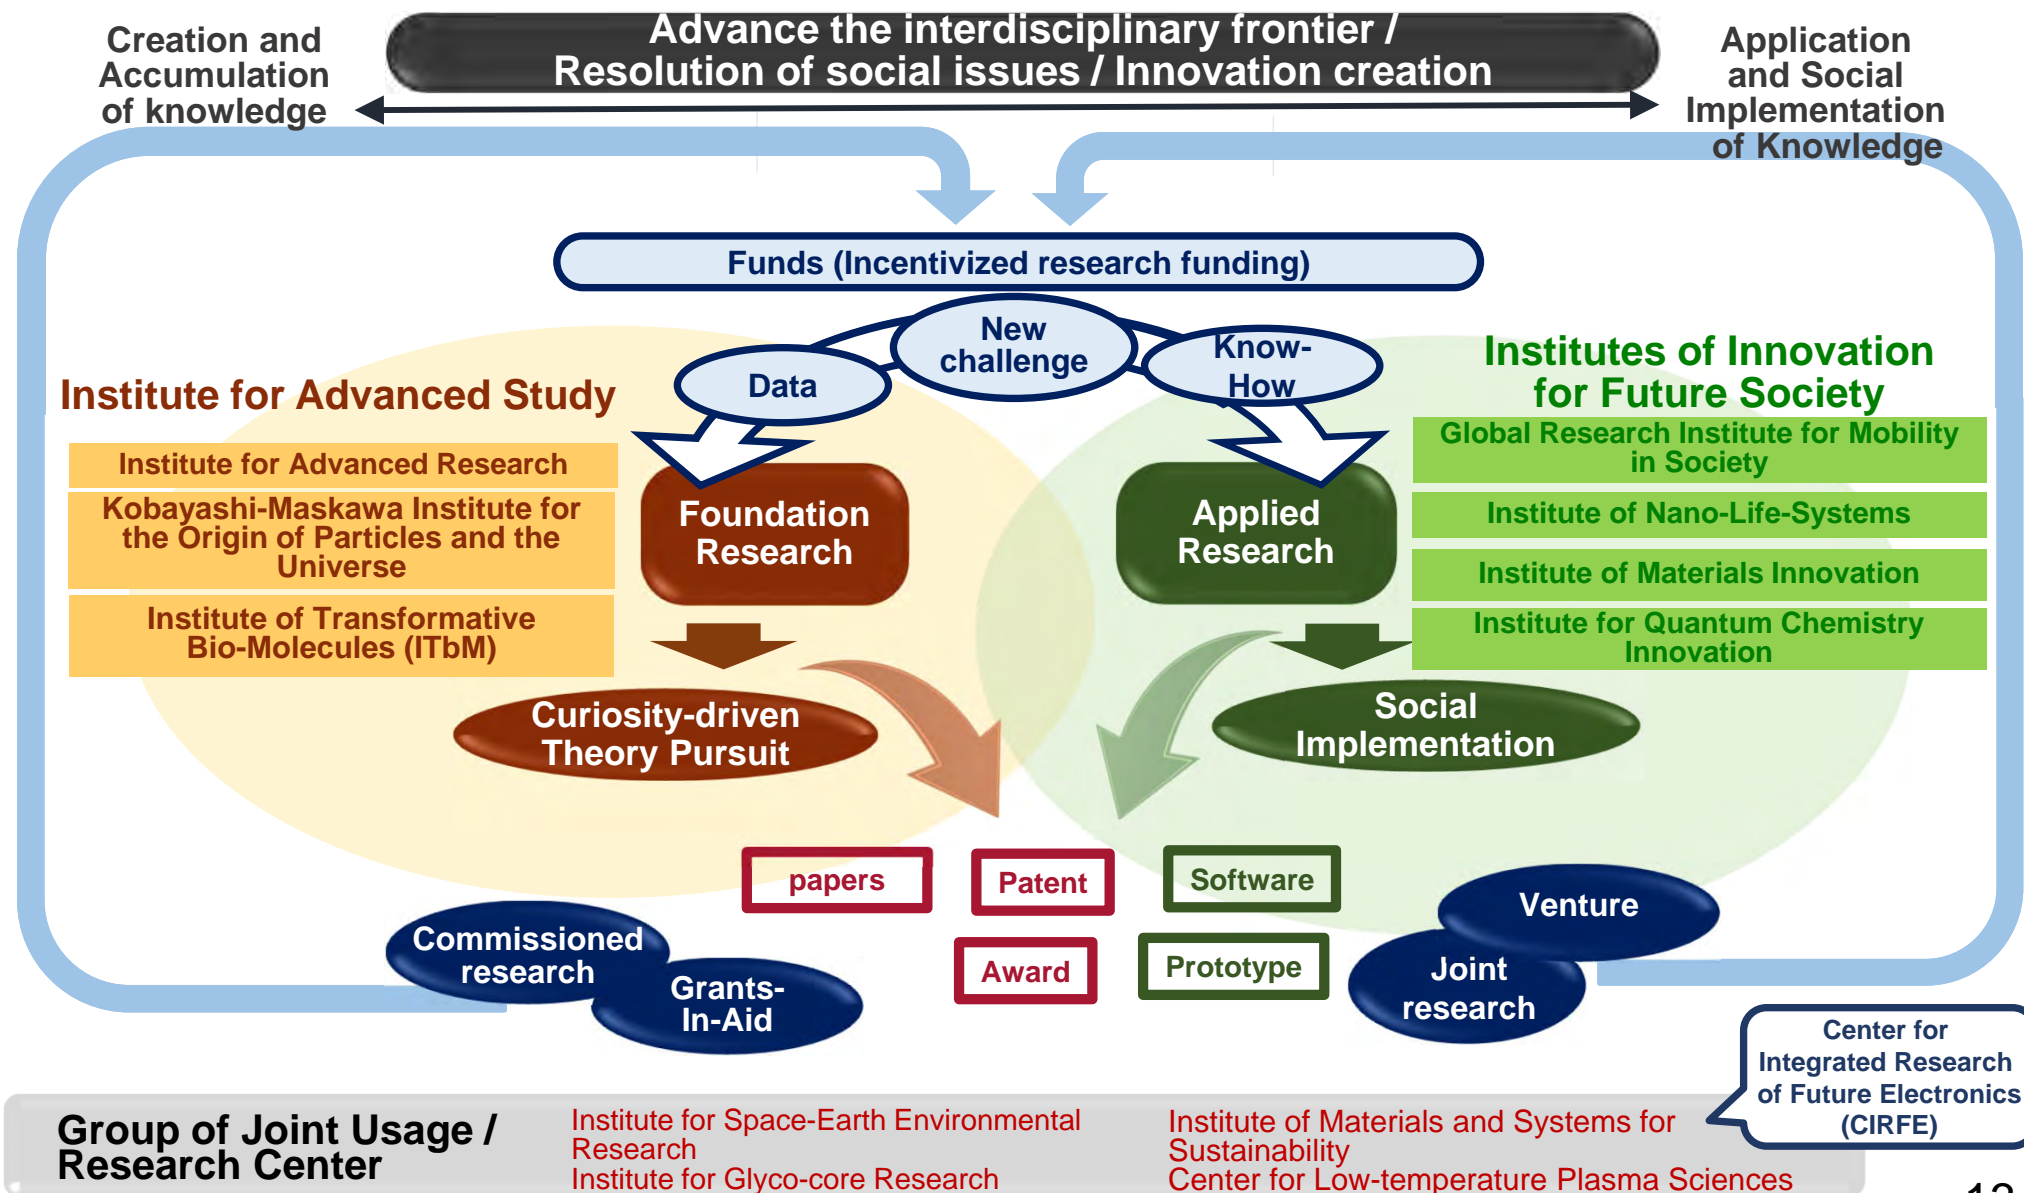 Creation and
Accumulation
of knowledge
Advance the interdisciplinary frontier /
Resolution of social issues / Innovation creation
Application
and Social
Implementation
of Knowledge
Funds (Incentivized research funding)
New
challenge
Data
Know-
How
Institute for Advanced Study
Institute for Advanced Research
Kobayashi-Maskawa Institute for
the Origin of Particles and the
Universe
Institute of Transformative
Bio-Molecules (ITbM)
Foundation
Research
Applied
Research
Institutes of Innovation
for Future Society
Global Research Institute for Mobility
in Society
Institute of Nano-Life-Systems
Institute of Materials Innovation
Institute for Quantum Chemistry
Innovation
Curiosity-driven
Theory Pursuit
Social
Implementation
papers
Patent
Software
Award
Prototype
Commissioned
research
Grants-
In-Aid
Venture
Joint
research
Center for
Integrated Research
of Future Electronics
(CIRFE)
Group of Joint Usage /
Research Center
Institute for Space-Earth Environmental
Research
Institute for Glyco-core Research
Institute of Materials and Systems for
Sustainability
Center for Low-temperature Plasma Sciences